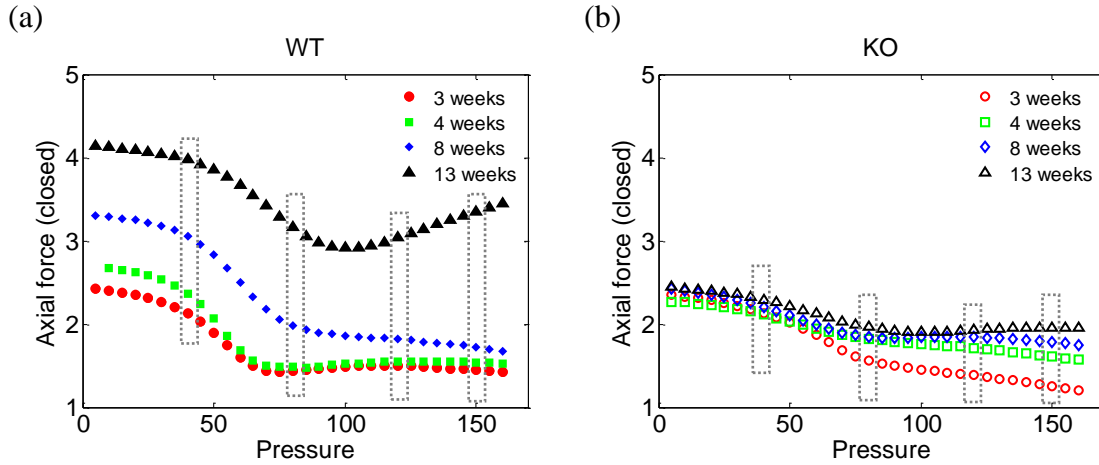 (a)
WT
5
4
3
2
1
Axial force (closed)
3 weeks
4 weeks
8 weeks
13 weeks
0
50
100
150
Pressure
(b)
KO
5
4
3
2
1
Axial force (closed)
3 weeks
4 weeks
8 weeks
13 weeks
0
50
100
150
Pressure